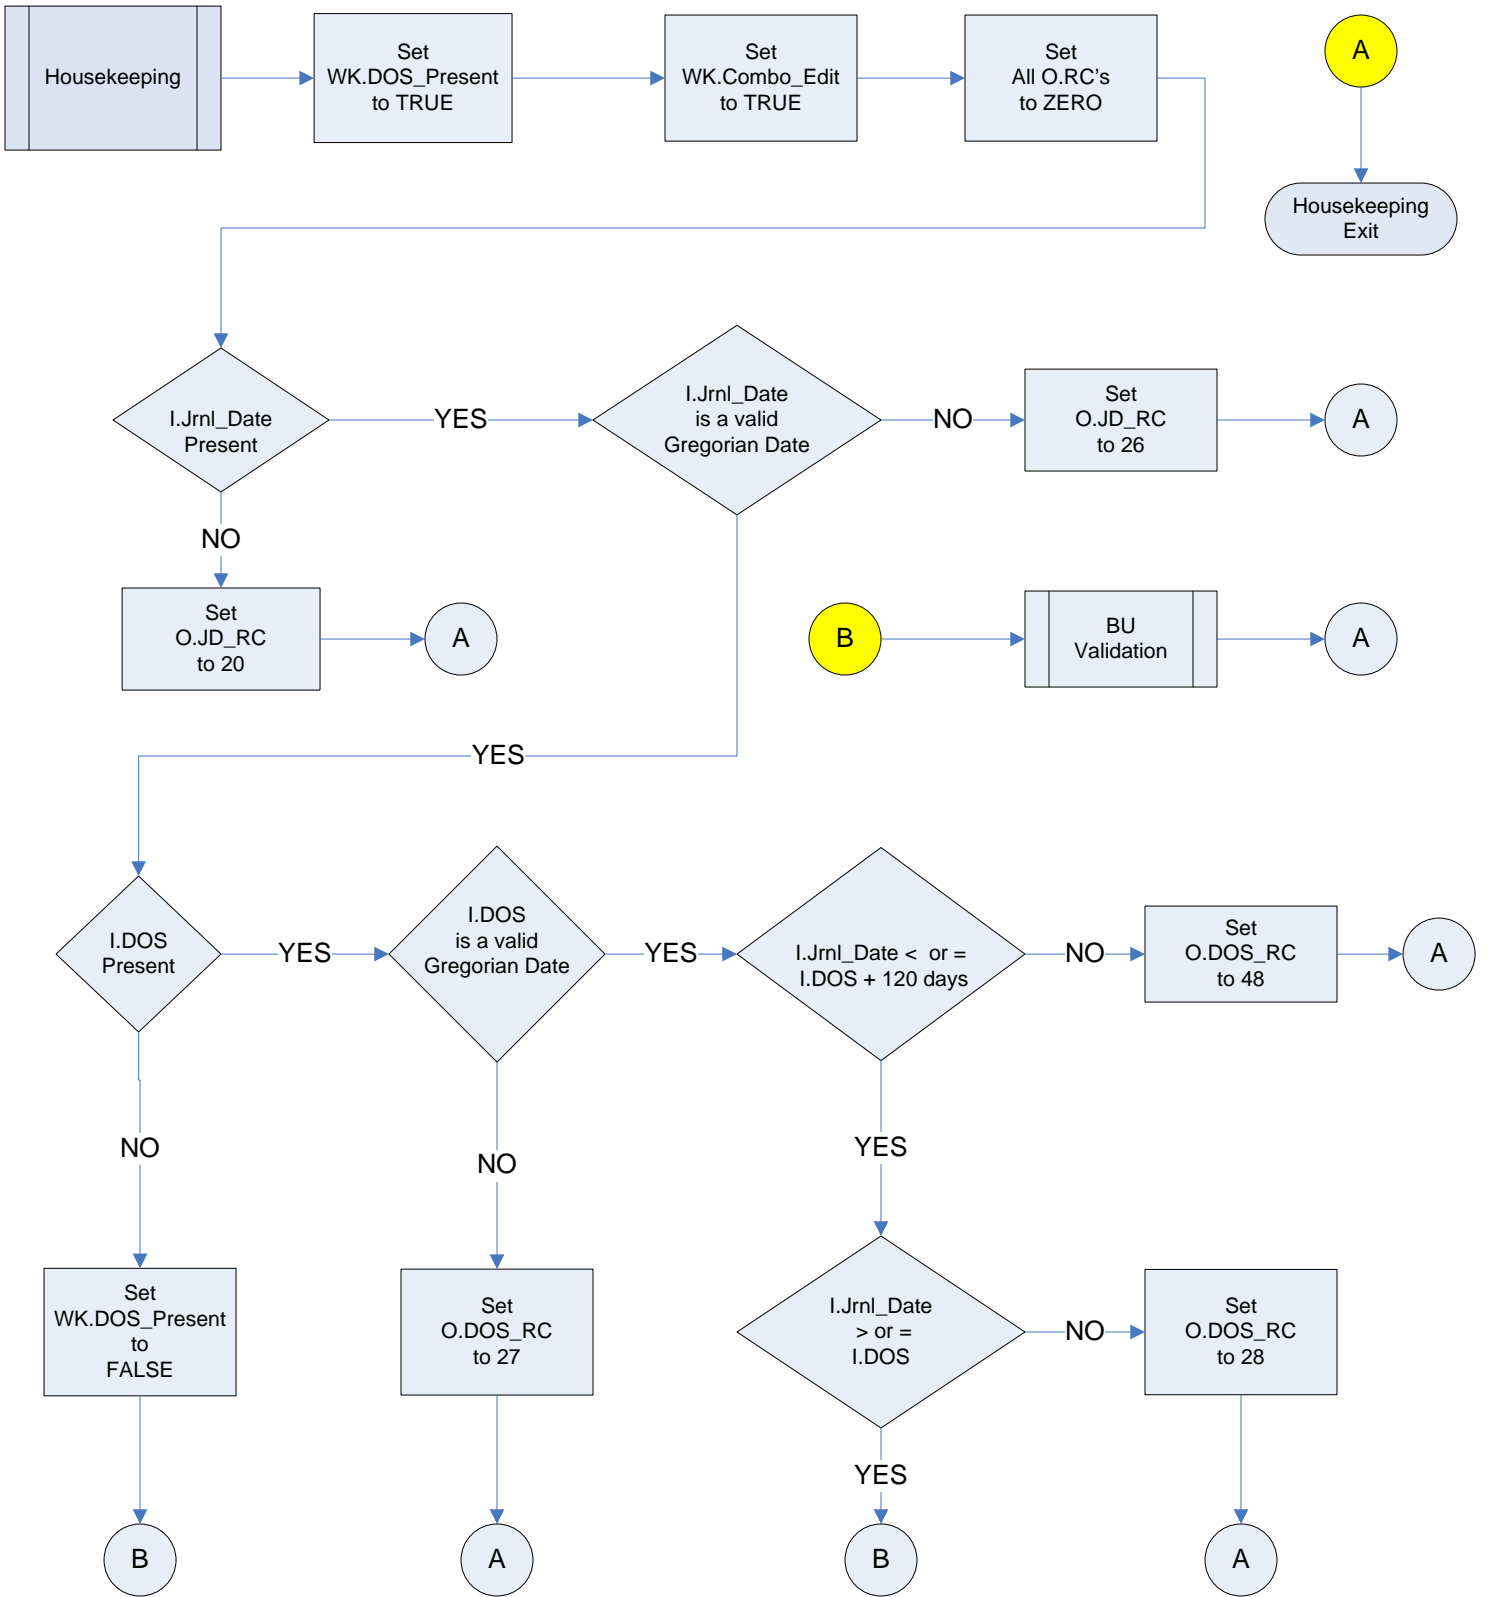 Housekeeping
Set
WK.DOS_Present
to TRUE
Set
WK.Combo_Edit
to TRUE
Set
All O.RC's
to ZERO
A
Housekeeping
Exit
I.Jrnl_Date
Present
YES
I.Jrnl_Date
is a valid
Gregorian Date
NO
Set
O.JD_RC
to 26
A
NO
Set
O.JD_RC
to 20
A
B
BU
Validation
A
YES
I.DOS
Present
YES
I.DOS
is a valid
Gregorian Date
YES
I.Jrnl_Date < or =
I.DOS + 120 days
NO
Set
O.DOS_RC
to 48
A
NO
NO
YES
Set
WK.DOS_Present
to
FALSE
Set
O.DOS_RC
to 27
I.Jrnl_Date
> or =
I.DOS
NO
Set
O.DOS_RC
to 28
YES
B
A
B
A